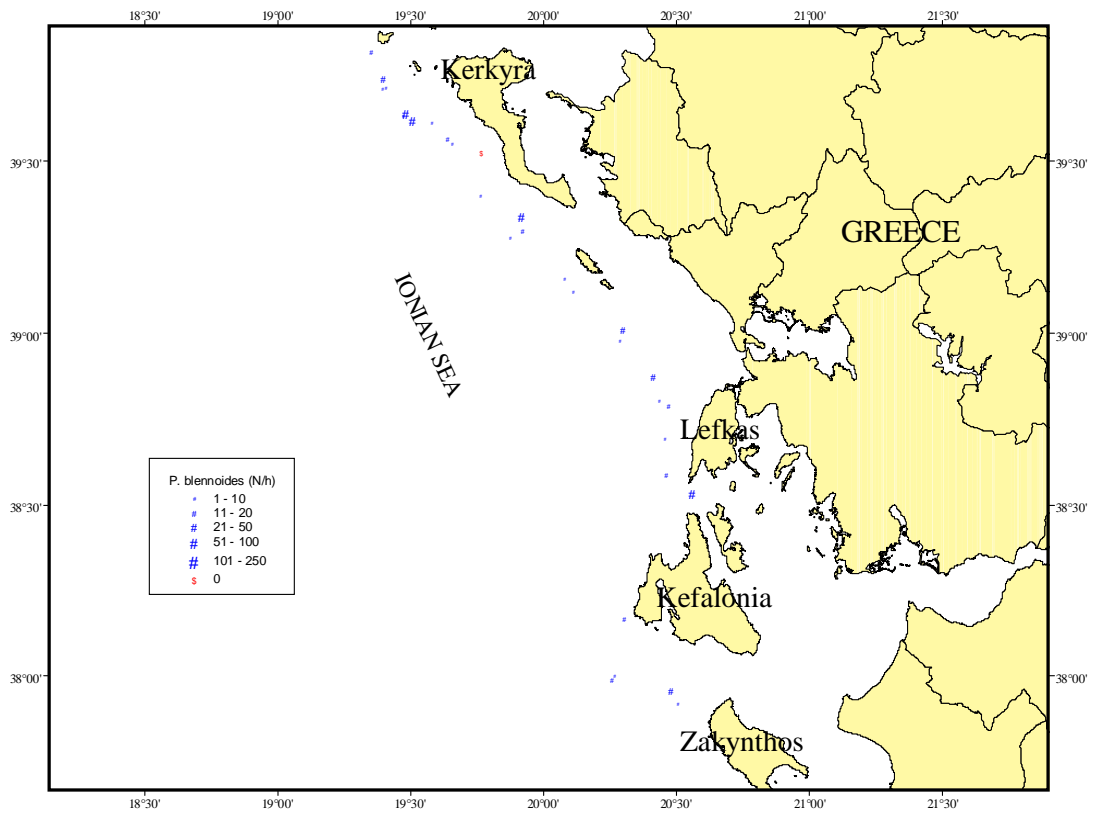 18°30' 19°00' 19°30' 20°00' 20°30' 21°00' 21°30'
Kerkyra
39°30' 39°30'
GREECE
IONIAN SEA
39°00' 39°00'
Lefkas
P. blennoides (N/h)
# 1 - 10
# 11 - 20
# 21 - 50
# 51 - 100
# 101 - 250
$ 0
38°30' 38°30'
Kefalonia
38°00' 38°00'
Zakynthos
18°30' 19°00' 19°30' 20°00' 20°30' 21°00' 21°30'